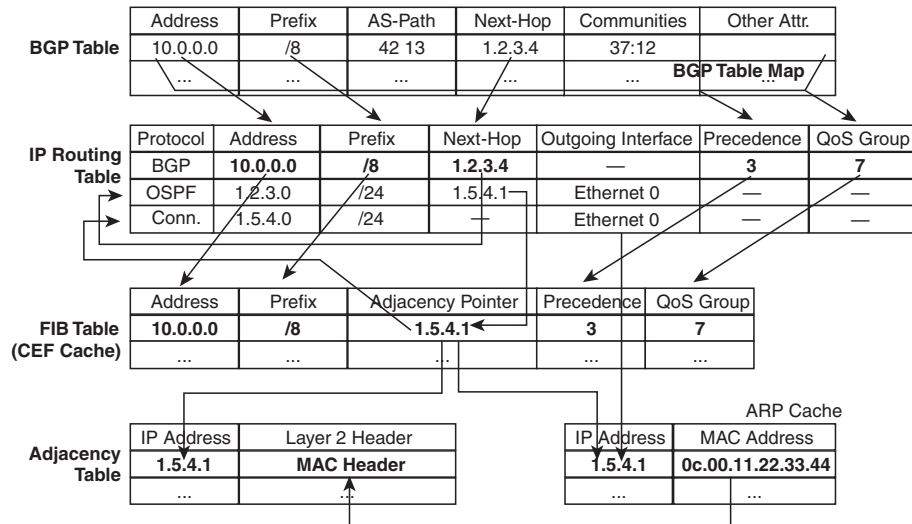 Address Prefix AS-Path Next-Hop Communities Other Attr.
BGP Table 10.0.0.0 /8 42 13 1.2.3.4 37:12
... ... ... ... ... BGP Table Map
Protocol Address Prefix Next-Hop Outgoing Interface Precedence QoS Group
IP Routing Table
BGP 10.0.0.0 /8 1.2.3.4 — 3 7
OSPF 1.2.3.0 /24 1.5.4.1 Ethernet 0 — —
Conn. 1.5.4.0 /24 — Ethernet 0 — —
Address Prefix Adjacency Pointer Precedence QoS Group
FIB Table
(CEF Cache)
10.0.0.0 /8 1.5.4.1 3 7
... ... ... ... ...
ARP Cache
IP Address Layer 2 Header IP Address MAC Address
Adjacency
Table
1.5.4.1 MAC Header 1.5.4.1 0c.00.11.22.33.44
... ... ... ...